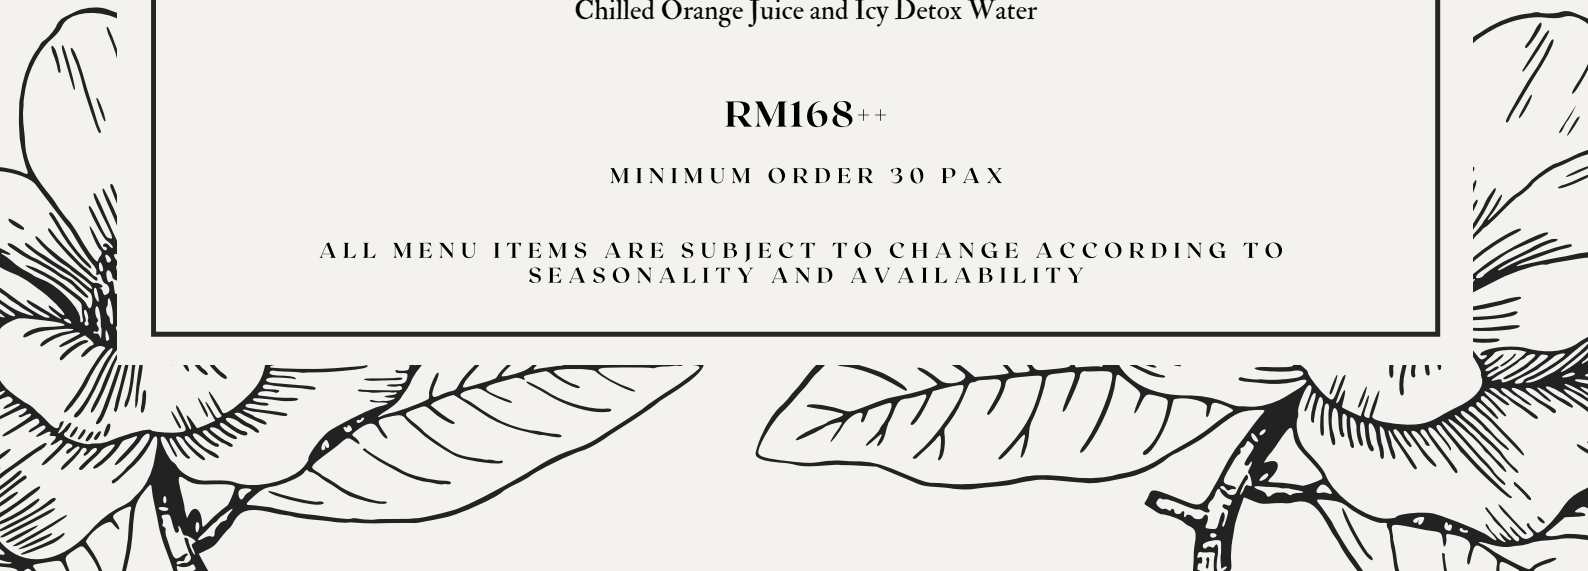 Chilled Orange Juice and Icy Detox Water
RM168++
MINIMUM ORDER 30 PAX
ALL MENU ITEMS ARE SUBJECT TO CHANGE ACCORDING TO
SEASONALITY AND AVAILABILITY